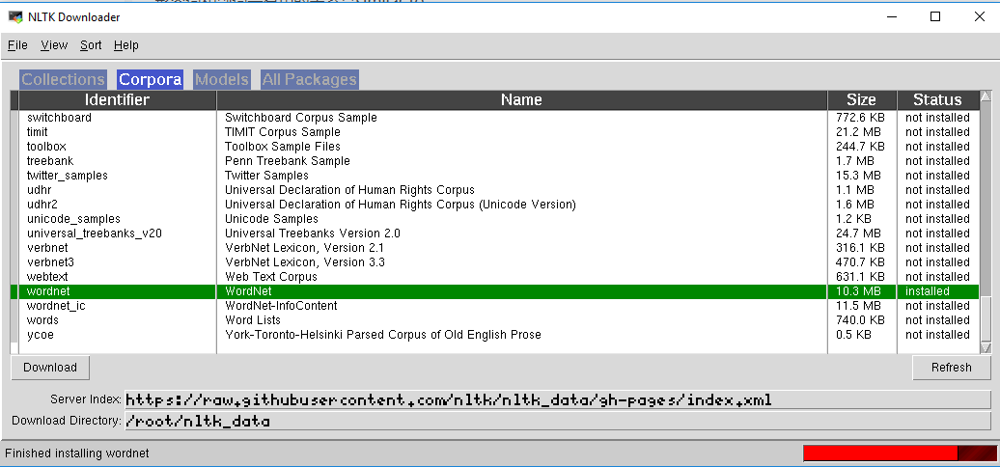 NLTK Downloader
File View Sort Help
Collections Corpora Models All Packages
Identifier Name Size Status
switchboard Switchboard Corpus Sample 772.6 KB not installed
timit TIMIT Corpus Sample 21.2 MB not installed
toolbox Toolbox Sample Files 244.7 KB not installed
treebank Penn Treebank Sample 1.7 MB not installed
twitter_samples Twitter Samples 15.3 MB not installed
udhr Universal Declaration of Human Rights Corpus 1.1 MB not installed
udhr2 Universal Declaration of Human Rights Corpus (Unicode Version) 1.6 MB not installed
unicode_samples Unicode Samples 1.2 KB not installed
universal_treebanks_v20 Universal Treebanks Version 2.0 24.7 MB not installed
verbnet VerbNet Lexicon, Version 2.1 316.1 KB not installed
verbnet3 VerbNet Lexicon, Version 3.3 470.7 KB not installed
webtext Web Text Corpus 631.1 KB not installed
wordnet WordNet 10.3 MB installed
wordnet_ic WordNet-InfoContent 11.5 MB not installed
words Word Lists 740.0 KB not installed
ycoe York-Toronto-Helsinki Parsed Corpus of Old English Prose 0.5 KB not installed
Download Refresh
Server Index: https://raw.githubusercontent.com/nltk/nltk_data/gh-pages/index.xml
Download Directory: /root/nltk_data
Finished installing wordnet